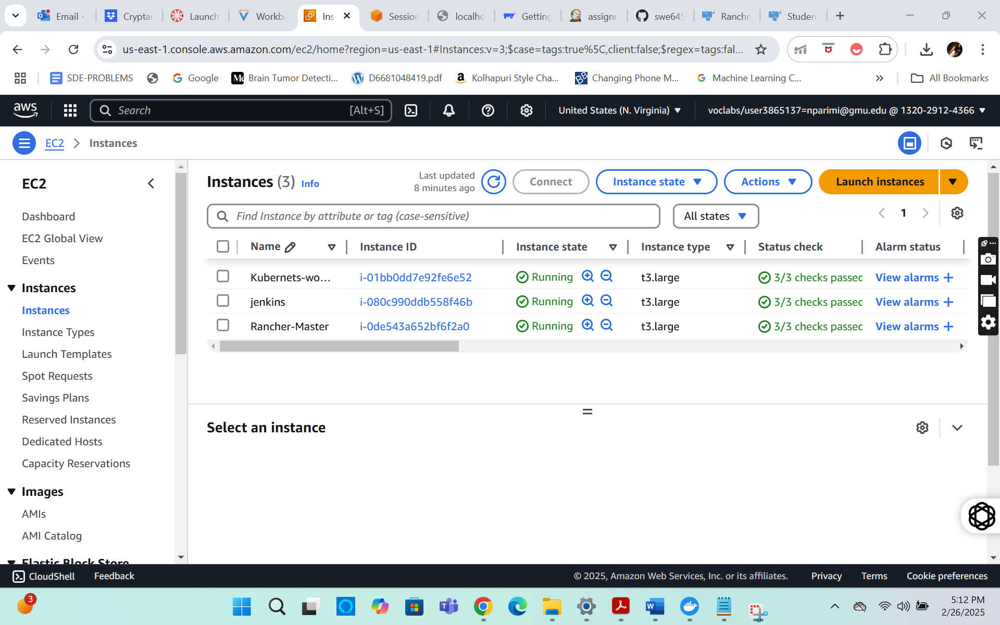 Email -
Crypta
Launch
Workbe
Ins
Session
localho
Getting
assignm
swe645
Ranche
Studen
us-east-1.console.aws.amazon.com/ec2/home?region=us-east-1#Instances:v=3;$case=tags:true%5C,client:false;$regex=tags:fal...
SDE-PROBLEMS
Google
Me Brain Tumor Detecti...
D6681048419.pdf
Kolhapuri Style Cha...
BB Changing Phone M...
Machine Learning C...
All Bookmarks
aws
Search [Alt+S]
United States (N. Virginia)
voclabs/user3865137=nparimi@gmu.edu @ 1320-2912-4366
EC2 > Instances
EC2
Dashboard
EC2 Global View
Events
Instances
Instances
Instance Types
Launch Templates
Spot Requests
Savings Plans
Reserved Instances
Dedicated Hosts
Capacity Reservations
Images
AMIs
AMI Catalog
Elastic Block Store
Instances (3) Info
Last updated
8 minutes ago
Connect
Instance state
Actions
Launch instances
Find Instance by attribute or tag (case-sensitive)
All states
1
Name Instance ID Instance state Instance type Status check Alarm status
Kubernets-wo... i-01bb0dd7e92fe6e52 Running t3.large 3/3 checks passed View alarms +
jenkins i-080c990ddb558f46b Running t3.large 3/3 checks passed View alarms +
Rancher-Master i-0de543a652bf6f2a0 Running t3.large 3/3 checks passed View alarms +
Select an instance
CloudShell Feedback
© 2025, Amazon Web Services, Inc. or its affiliates. Privacy Terms Cookie preferences
3
5:12 PM
2/26/2025